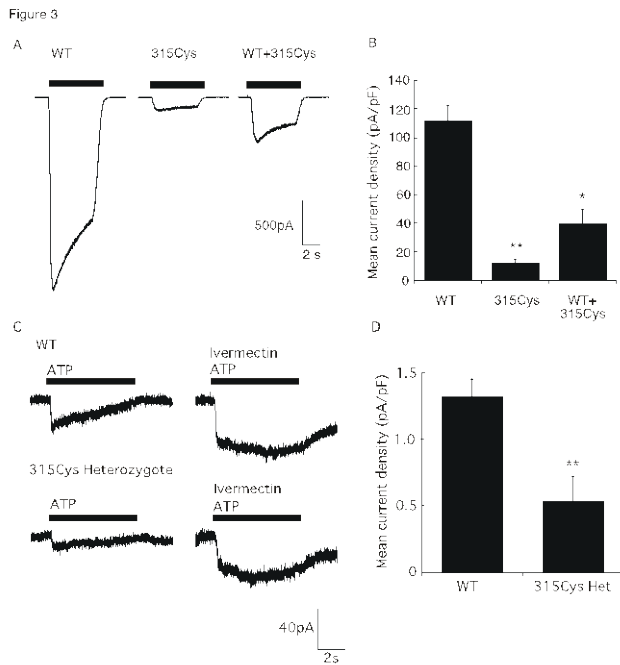 Figure 3
A
WT
315Cys
WT+315Cys
500pA
2 s
B
Mean current density (pA/pF)
140
120
100
80
60
40
20
0
**
*
WT
315Cys
WT+
315Cys
C
WT
ATP
Ivermectin
ATP
315Cys Heterozygote
ATP
Ivermectin
ATP
40pA
2s
D
Mean current density (pA/pF)
1.5
1.0
0.5
0
**
WT
315Cys Het